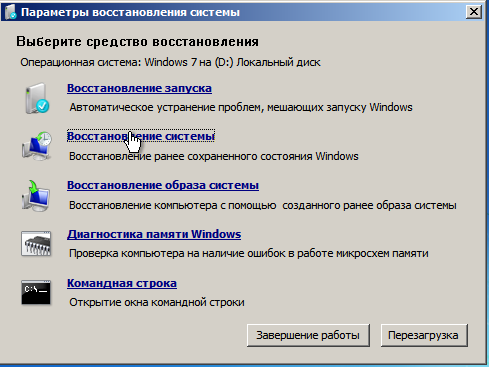 Параметры восстановления системы
Выберите средство восстановления
Операционная система: Windows 7 на (D:) Локальный диск
Восстановление запуска
Автоматическое устранение проблем, мешающих запуску Windows
Восстановление системы
Восстановление ранее сохраненного состояния Windows
Восстановление образа системы
Восстановление компьютера с помощью созданного ранее образа системы
Диагностика памяти Windows
Проверка компьютера на наличие ошибок в работе микросхем памяти
C:\
Командная строка
Открытие окна командной строки
Завершение работы
Перезагрузка